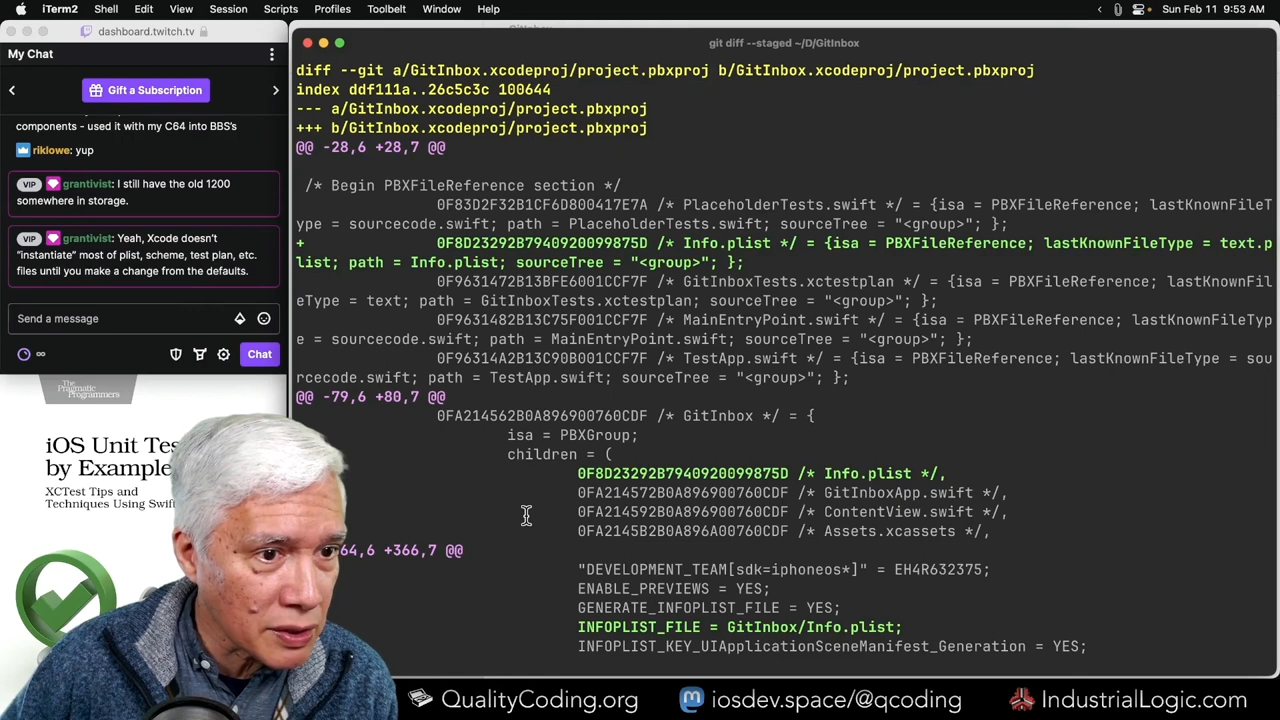 iTerm2 Shell Edit View Session Scripts Profiles Toolbelt Window Help
Sun Feb 11 9:53 AM
dashboard.twitch.tv
My Chat
Gift a Subscription
components - used it with my C64 into BBS's
riklowe: yup
VIP grantivist: I still have the old 1200
somewhere in storage.
VIP grantivist: Yeah, Xcode doesn't
"instantiate" most of plist, scheme, test plan, etc.
files until you make a change from the defaults.
Send a message
Chat
The
Pragmatic
Programmers
iOS Unit Tes
by Example
XCTest Tips and
Techniques Using Swift
git diff --staged ~/D/GitInbox
diff --git a/GitInbox.xcodeproj/project.pbxproj b/GitInbox.xcodeproj/project.pbxproj
index ddf111a..26c5c3c 100644
--- a/GitInbox.xcodeproj/project.pbxproj
+++ b/GitInbox.xcodeproj/project.pbxproj
@@ -28,6 +28,7 @@
/* Begin PBXFileReference section */
0F83D2F32B1CF6D800417E7A /* PlaceholderTests.swift */ = {isa = PBXFileReference; lastKnownFileT
ype = sourcecode.swift; path = PlaceholderTests.swift; sourceTree = "<group>"; };
+ 0F8D23292B7940920099875D /* Info.plist */ = {isa = PBXFileReference; lastKnownFileType = text.p
list; path = Info.plist; sourceTree = "<group>"; };
0F9631472B13BFE6001CCF7F /* GitInboxTests.xctestplan */ = {isa = PBXFileReference; lastKnownFil
eType = text; path = GitInboxTests.xctestplan; sourceTree = "<group>"; };
0F9631482B13C75F001CCF7F /* MainEntryPoint.swift */ = {isa = PBXFileReference; lastKnownFileTyp
e = sourcecode.swift; path = MainEntryPoint.swift; sourceTree = "<group>"; };
0F96314A2B13C90B001CCF7F /* TestApp.swift */ = {isa = PBXFileReference; lastKnownFileType = sou
rcecode.swift; path = TestApp.swift; sourceTree = "<group>"; };
@@ -79,6 +80,7 @@
0FA214562B0A896900760CDF /* GitInbox */ = {
isa = PBXGroup;
children = (
0F8D23292B7940920099875D /* Info.plist */,
0FA214572B0A896900760CDF /* GitInboxApp.swift */,
0FA214592B0A896900760CDF /* ContentView.swift */,
0FA2145B2B0A896A00760CDF /* Assets.xcassets */,
64,6 +366,7 @@
"DEVELOPMENT_TEAM[sdk=iphoneos*]" = EH4R632375;
ENABLE_PREVIEWS = YES;
GENERATE_INFOPLIST_FILE = YES;
INFOPLIST_FILE = GitInbox/Info.plist;
INFOPLIST_KEY_UIApplicationSceneManifest_Generation = YES;
QualityCoding.org
iosdev.space/@qcoding
IndustrialLogic.com